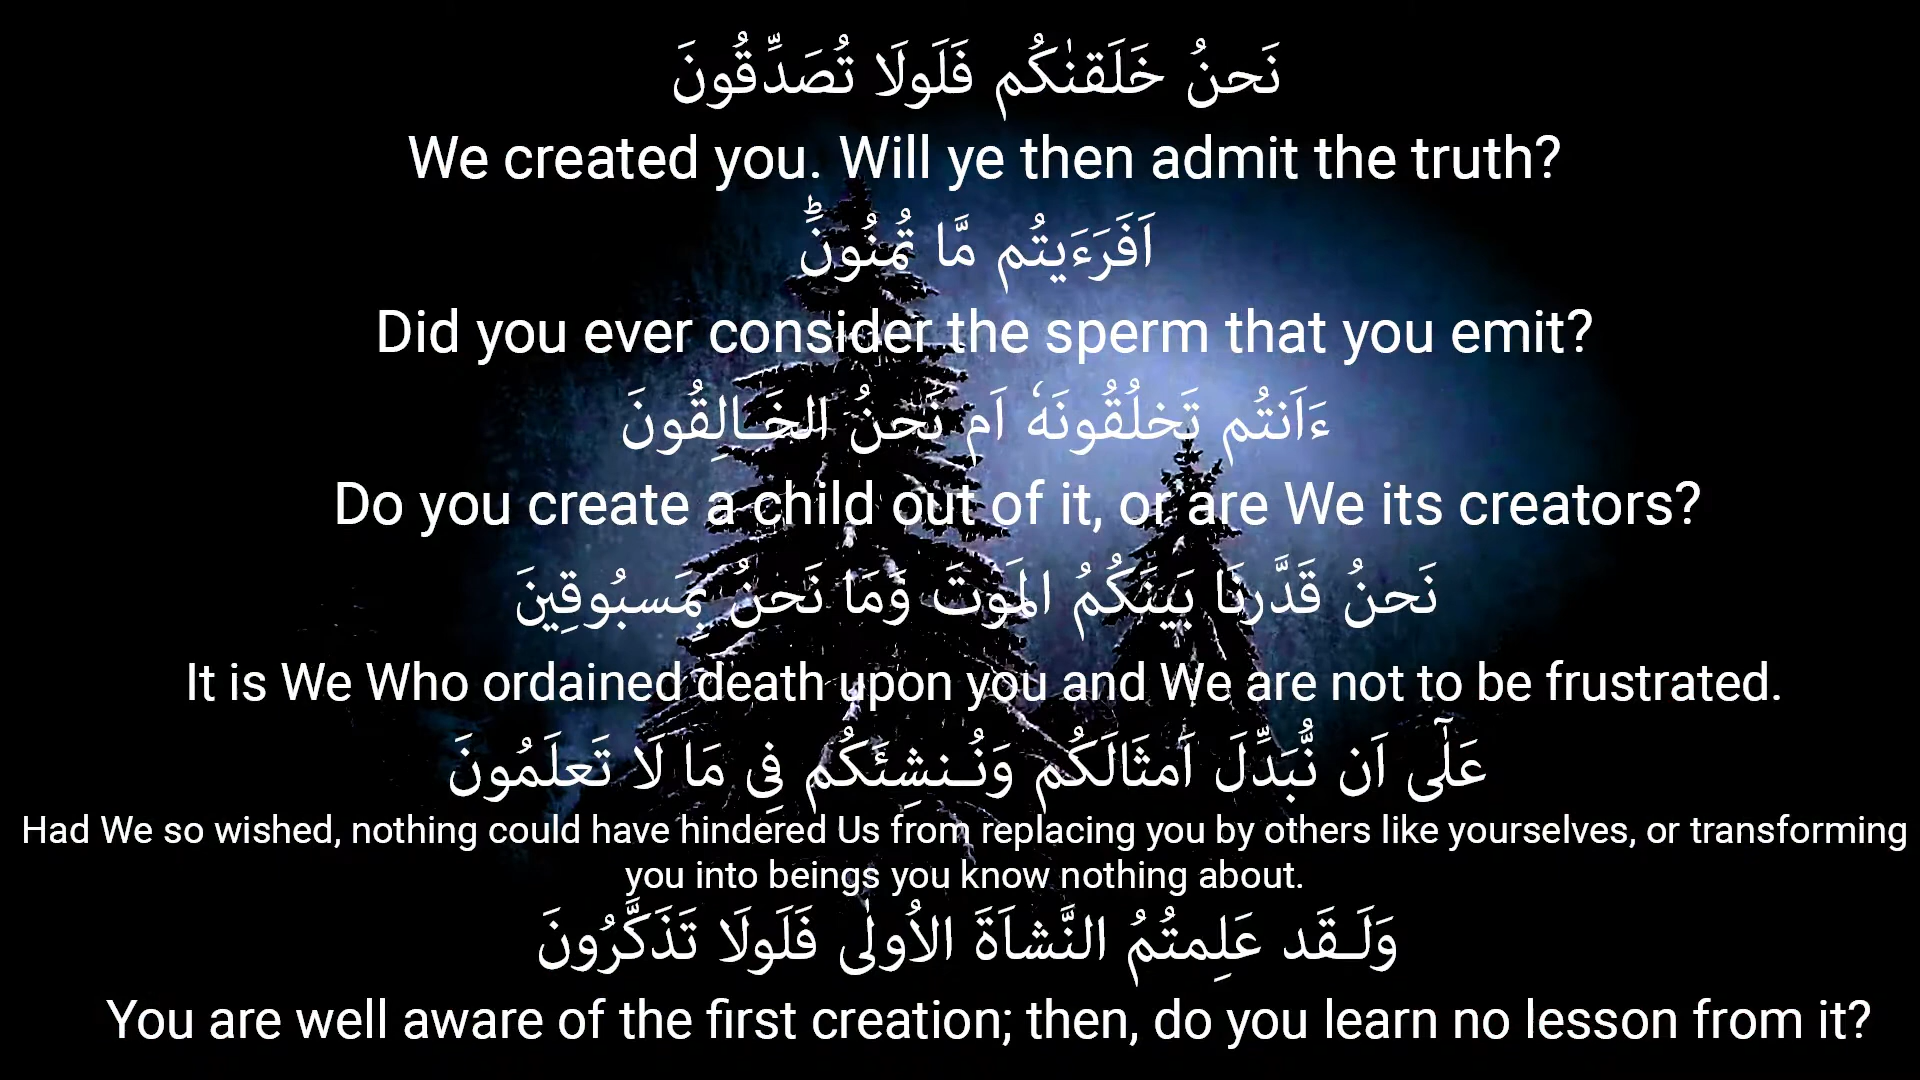 نَحنُ خَلَقنٰكُم فَلَولَا تُصَدِّقُونَ
We created you. Will ye then admit the truth?
اَفَرَءَيتُم مَّا تُمنُونَؕ
Did you ever consider the sperm that you emit?
ءَاَنتُم تَخلُقُونَهٗ اَم نَحنُ الخَـالِقُونَ
Do you create a child out of it, or are We its creators?
نَحنُ قَدَّرنَا بَينَكُمُ المَوتَ وَمَا نَحنُ بِمَسبُوقِينَ
It is We Who ordained death upon you and We are not to be frustrated.
عَلٰٓى اَن نُّبَدِّلَ اَمثَالَكُم وَنُـنشِئَكُم فِى مَا لَا تَعلَمُونَ
Had We so wished, nothing could have hindered Us from replacing you by others like yourselves, or transforming
you into beings you know nothing about.
وَلَـقَد عَلِمتُمُ النَّشاَةَ الاُولٰى فَلَولَا تَذَكَّرُونَ
You are well aware of the first creation; then, do you learn no lesson from it?